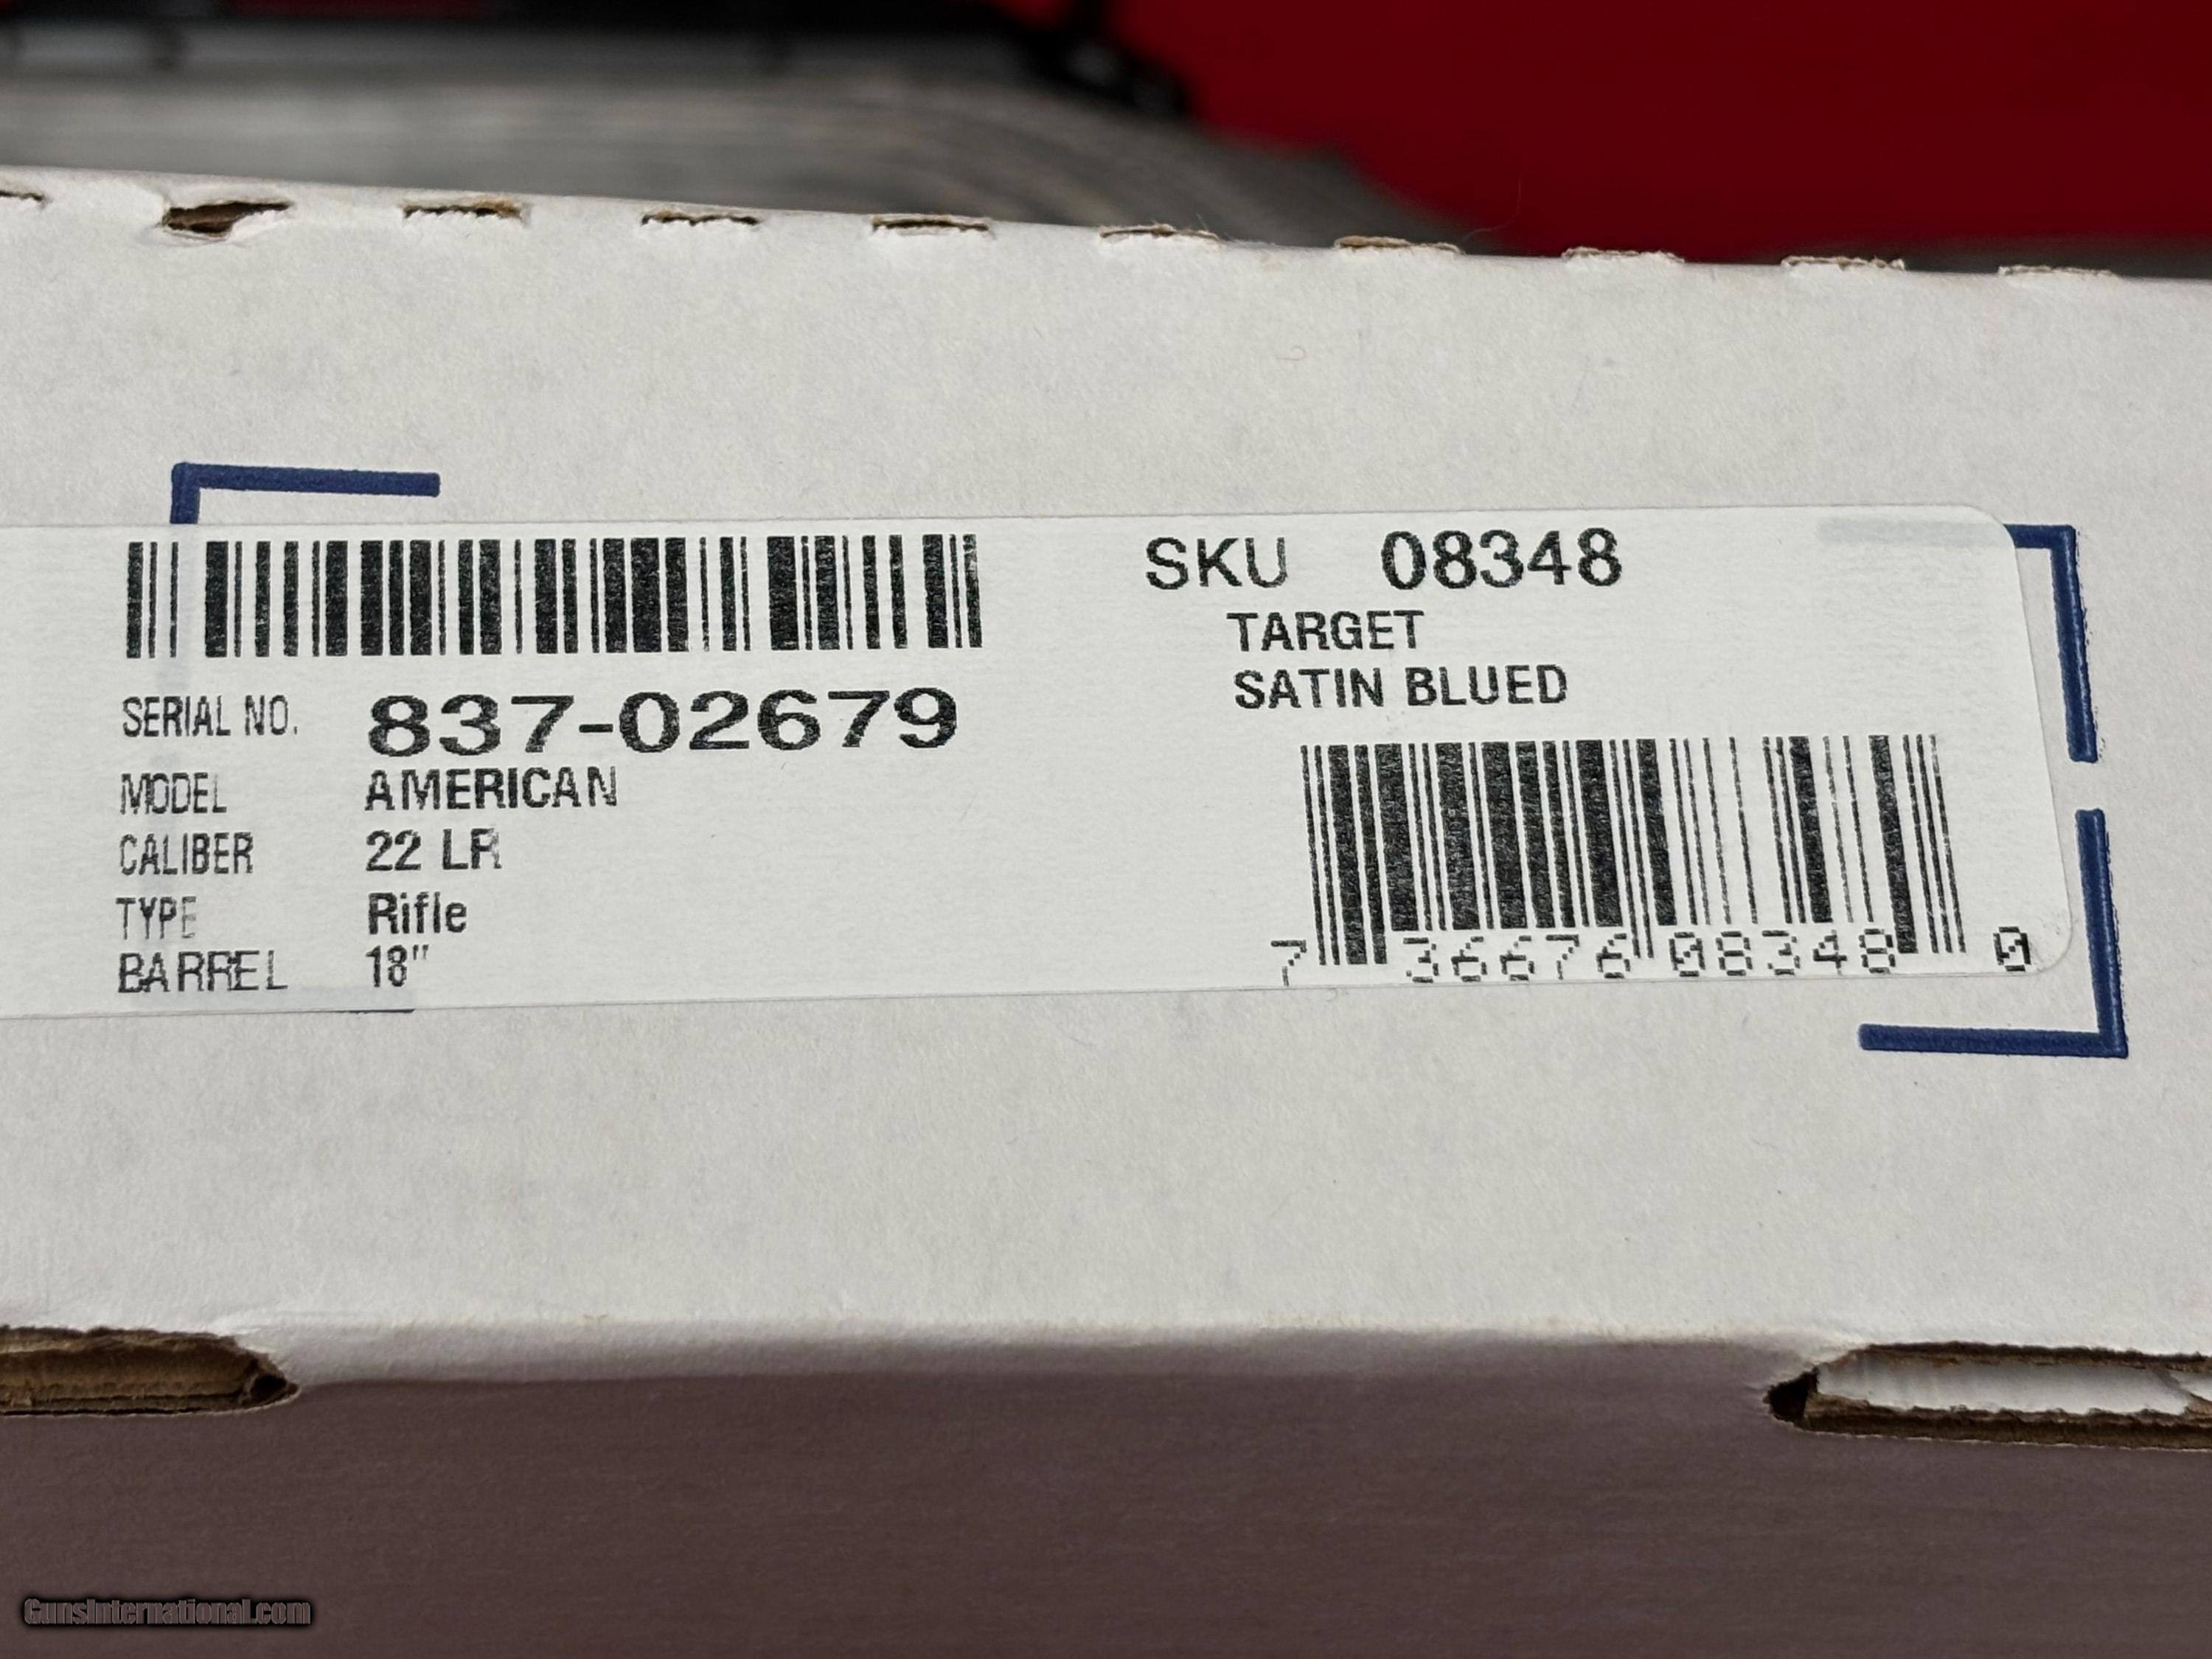 SERIAL NO. 837-02679
MODEL AMERICAN
CALIBER 22 LR
TYPE Rifle
BARREL 18"
SKU 08348
TARGET
SATIN BLUED
7 36676 08348 0
GunsInternational.com